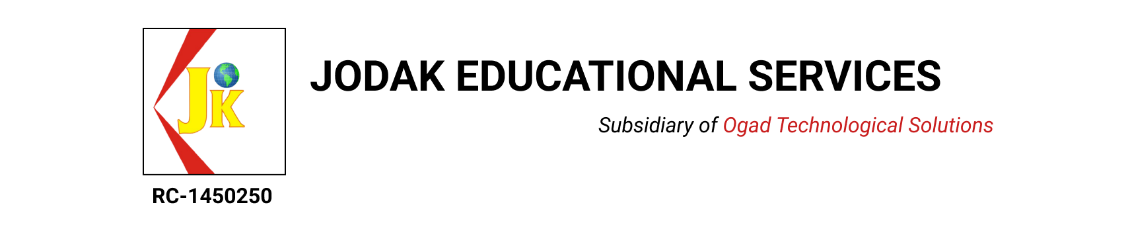 JK
JODAK EDUCATIONAL SERVICES
Subsidiary of Ogad Technological Solutions
RC-1450250